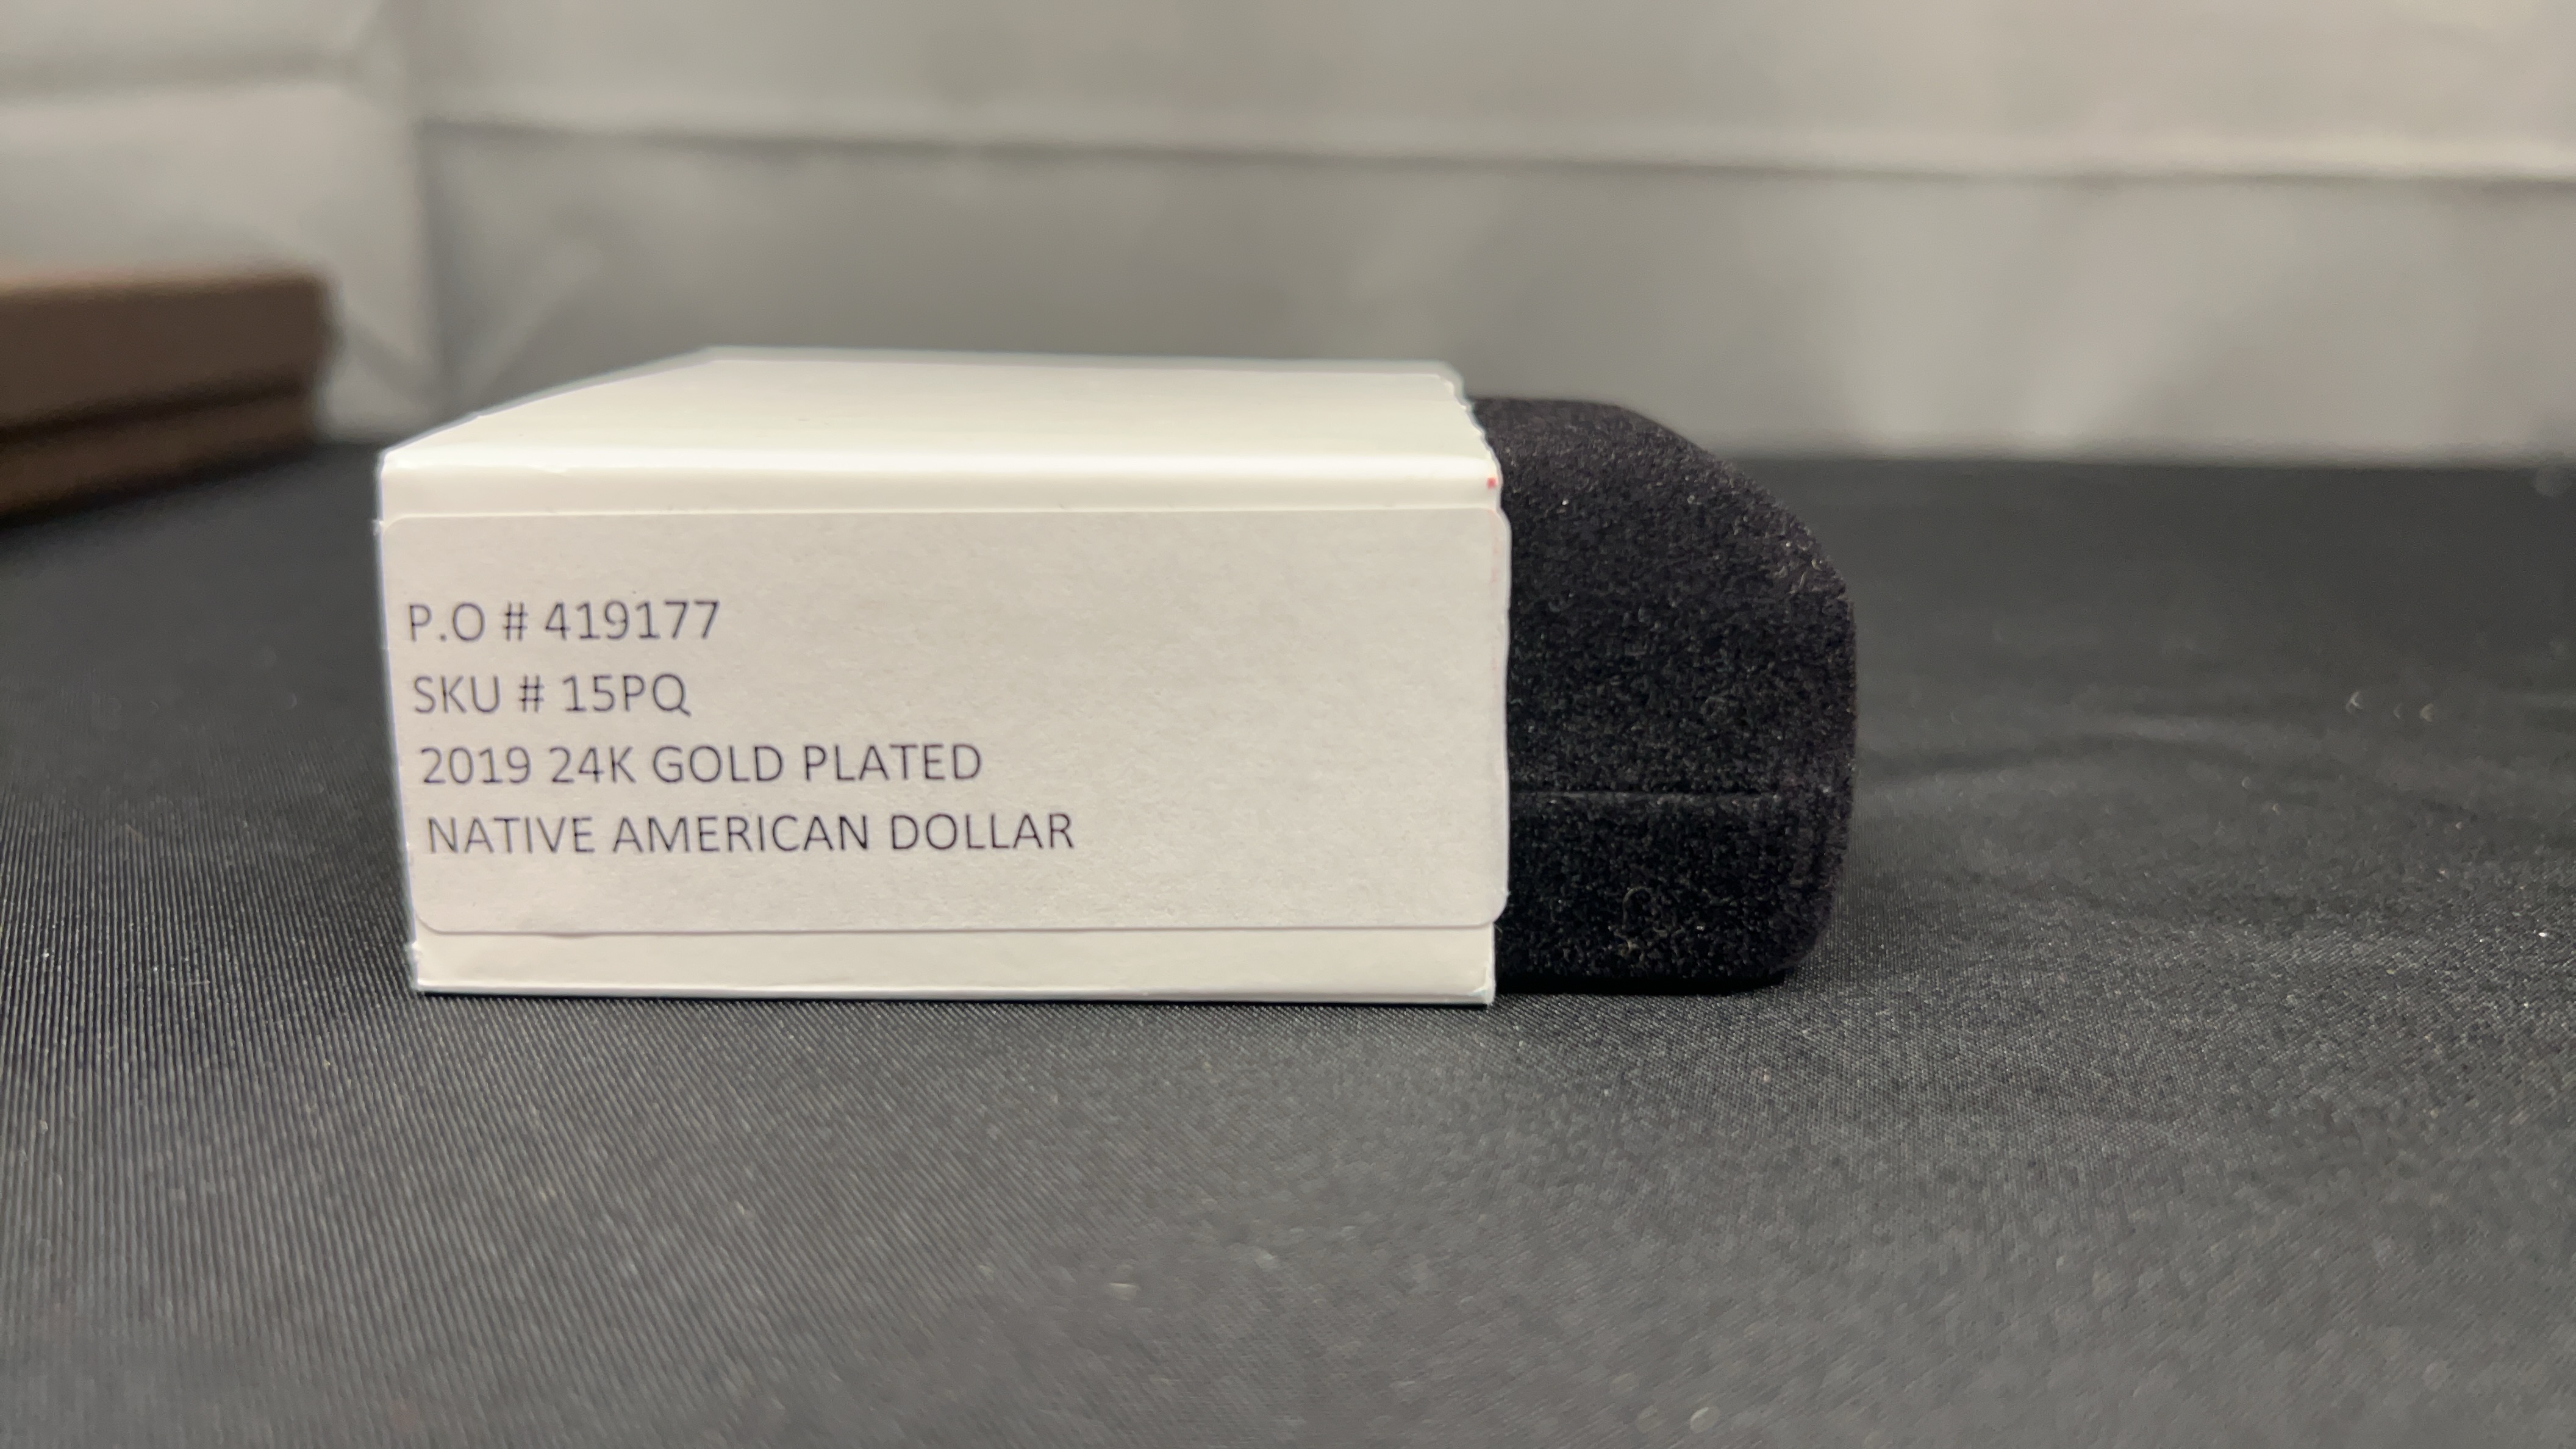 P.O # 419177
SKU # 15PQ
2019 24K GOLD PLATED
NATIVE AMERICAN DOLLAR